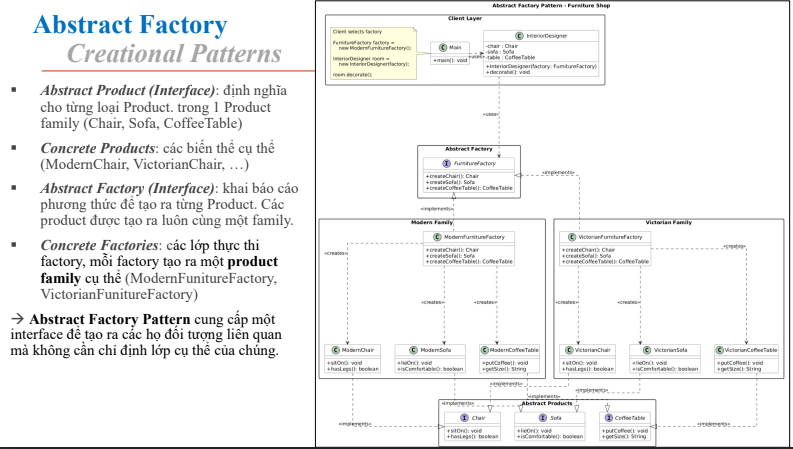 Abstract Factory
Creational Patterns
▪ Abstract Product (Interface): định nghĩa
cho từng loại Product. trong 1 Product
family (Chair, Sofa, CoffeeTable)
▪ Concrete Products: các biến thể cụ thể
(ModernChair, VictorianChair, …)
▪ Abstract Factory (Interface): khai báo các
phương thức để tạo ra từng Product. Các
product được tạo ra luôn cùng một family.
▪ Concrete Factories: các lớp thực thi
factory, mỗi factory tạo ra một product
family cụ thể (ModernFunitureFactory,
VictorianFunitureFactory)
→ Abstract Factory Pattern cung cấp một
interface để tạo ra các họ đối tượng liên quan
mà không cần chỉ định lớp cụ thể của chúng.
Abstract Factory Pattern - Furniture Shop
Client Layer
Client selects factory
FurnitureFactory factory =
new ModernFurnitureFactory();
InteriorDesigner room =
new InteriorDesigner(factory);
room.decorate();
C Main
+main(): void
«uses»
C InteriorDesigner
-chair : Chair
-sofa : Sofa
-table : CoffeeTable
+InteriorDesigner(factory: FurnitureFactory)
+decorate(): void
«uses»
Abstract Factory
I FurnitureFactory
+createChair(): Chair
+createSofa(): Sofa
+createCoffeeTable(): CoffeeTable
«implements»
«implements»
Modern Family
C ModernFurnitureFactory
+createChair(): Chair
+createSofa(): Sofa
+createCoffeeTable(): CoffeeTable
«creates»
«creates»
«creates»
C ModernChair
+sitOn(): void
+hasLegs(): boolean
C ModernSofa
+lieOn(): void
+isComfortable(): boolean
C ModernCoffeeTable
+putCoffee(): void
+getSize(): String
Victorian Family
C VictorianFurnitureFactory
+createChair(): Chair
+createSofa(): Sofa
+createCoffeeTable(): CoffeeTable
«creates»
«creates»
«creates»
C VictorianChair
+sitOn(): void
+hasLegs(): boolean
C VictorianSofa
+lieOn(): void
+isComfortable(): boolean
C VictorianCoffeeTable
+putCoffee(): void
+getSize(): String
«implements»
«implements»
«implements»
«implements»
«implements»
«implements»
Abstract Products
I Chair
+sitOn(): void
+hasLegs(): boolean
I Sofa
+lieOn(): void
+isComfortable(): boolean
I CoffeeTable
+putCoffee(): void
+getSize(): String